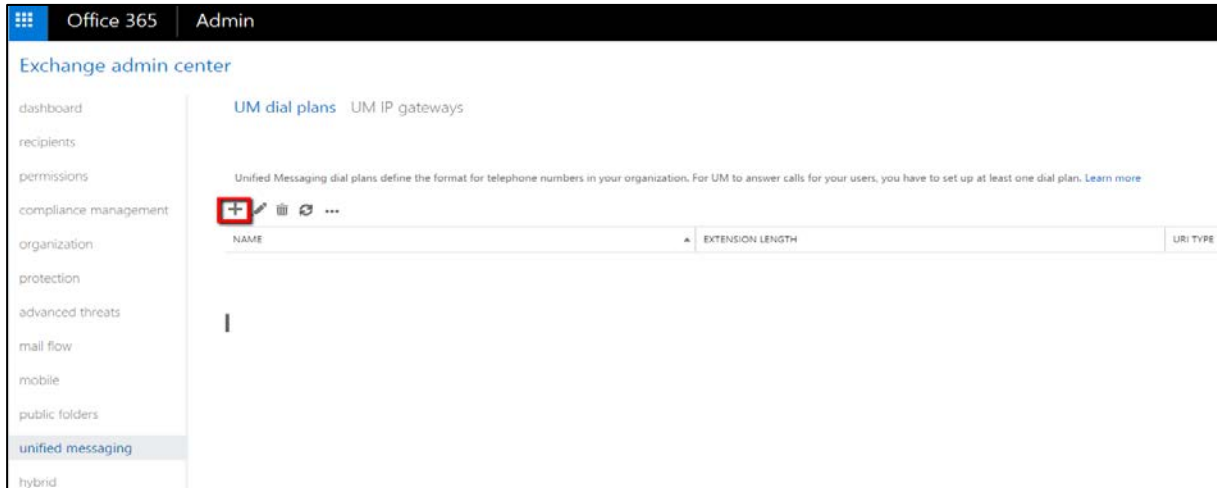 Office 365 Admin
Exchange admin center
dashboard
recipients
permissions
compliance management
organization
protection
advanced threats
mail flow
mobile
public folders
unified messaging
hybrid
UM dial plans UM IP gateways
Unified Messaging dial plans define the format for telephone numbers in your organization. For UM to answer calls for your users, you have to set up at least one dial plan. Learn more
NAME EXTENSION LENGTH URI TYPE